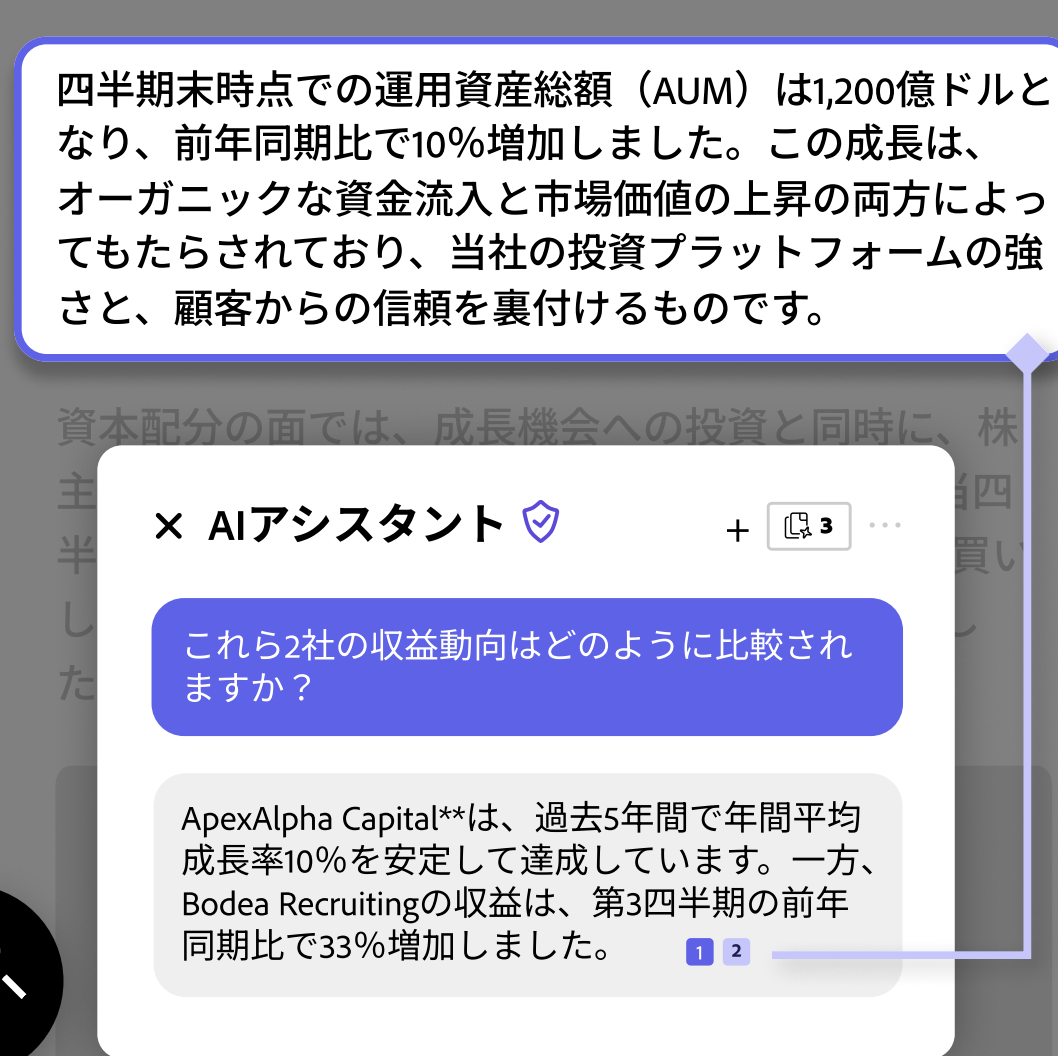 四半期末時点での運用資産総額（AUM）は1,200億ドルと
なり、前年同期比で10%増加しました。この成長は、
オーガニックな資金流入と市場価値の上昇の両方によっ
てもたらされており、当社の投資プラットフォームの強
さと、顧客からの信頼を裏付けるものです。
資本配分の面では、成長機会への投資と同時に、株
主 当四
半 買い
し し
た
AIアシスタント
+ 3 ...
これら2社の収益動向はどのように比較され
ますか？
ApexAlpha Capital**は、過去5年間で年間平均
成長率10%を安定して達成しています。一方、
Bodea Recruitingの収益は、第3四半期の前年
同期比で33%増加しました。 1 2